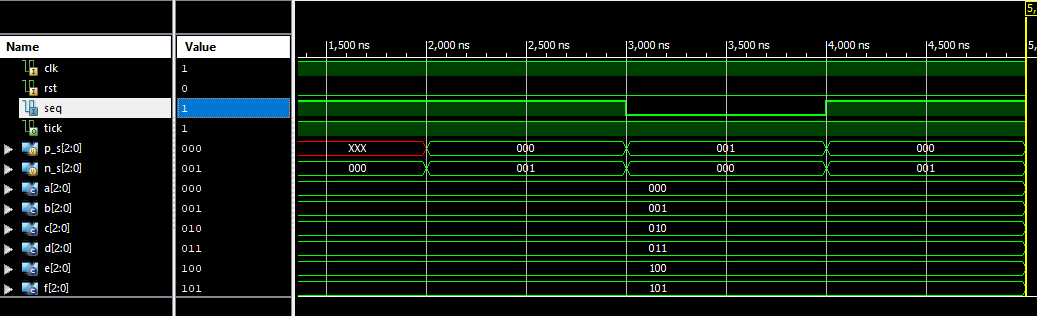 5,
Name Value 1,500 ns 2,000 ns 2,500 ns 3,000 ns 3,500 ns 4,000 ns 4,500 ns 5,
clk 1
rst 0
seq 1
tick 1
p_s[2:0] 000 XXX 000 001 000
n_s[2:0] 001 000 001 000 001
a[2:0] 000 000
b[2:0] 001 001
c[2:0] 010 010
d[2:0] 011 011
e[2:0] 100 100
f[2:0] 101 101